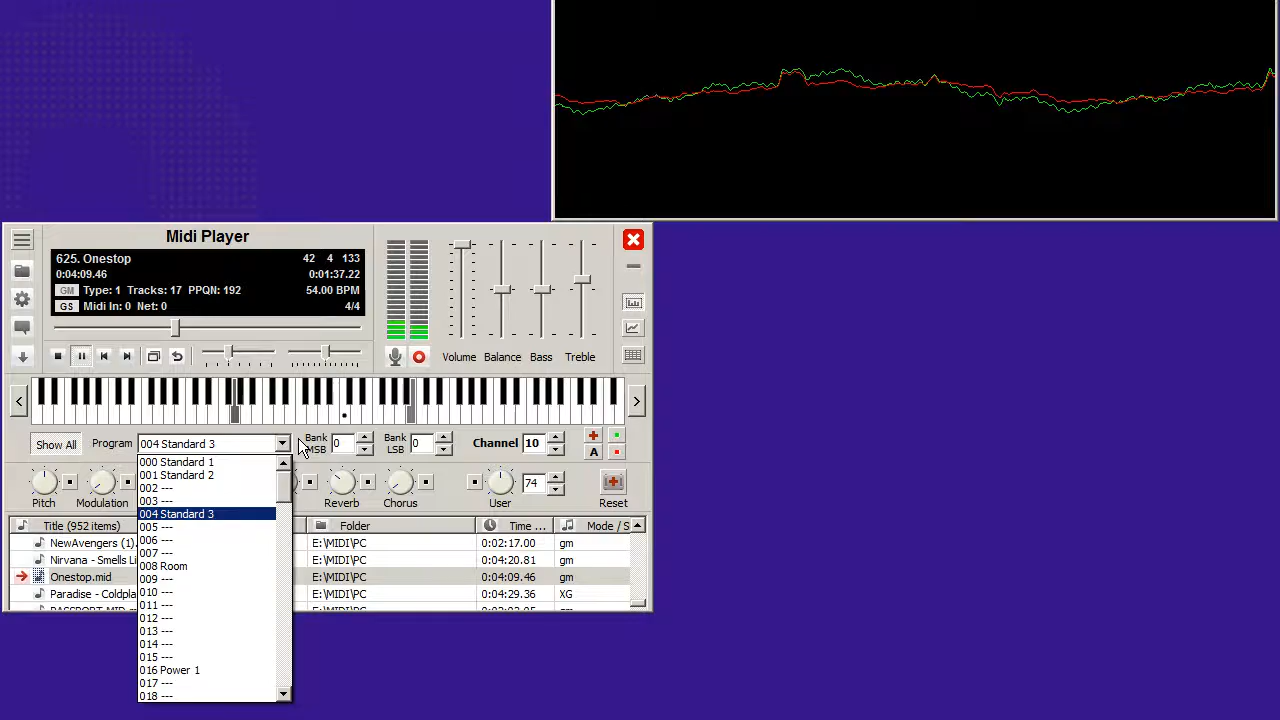 Midi Player
625. Onestop 42 4 133
0:04:09.46 0:01:37.22
GM Type: 1 Tracks: 17 PPQN: 192 54.00 BPM
GS Midi In: 0 Net: 0 4/4
Volume Balance Bass Treble
< >
Show All Program 004 Standard 3 Bank MSB 0 Bank LSB 0 Channel 10 A
000 Standard 1
001 Standard 2
002 ---
003 ---
004 Standard 3
005 ---
006 ---
007 ---
008 Room
009 ---
010 ---
011 ---
012 ---
013 ---
014 ---
015 ---
016 Power 1
017 ---
018 ---
74
Pitch Modulation Reverb Chorus User Reset
Title (952 items) Folder Time ... Mode / S
NewAvengers (1). E:\MIDI\PC 0:02:17.00 gm
Nirvana - Smells Li E:\MIDI\PC 0:04:20.81 gm
Onestop.mid E:\MIDI\PC 0:04:09.46 gm
Paradise - Coldpla E:\MIDI\PC 0:04:29.36 XG